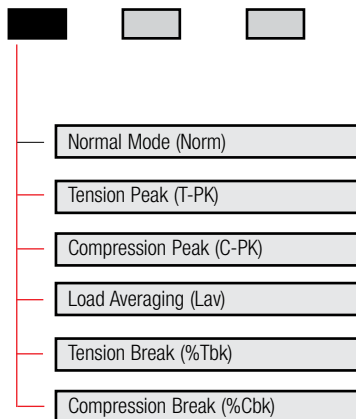 Normal Mode (Norm)
Tension Peak (T-PK)
Compression Peak (C-PK)
Load Averaging (Lav)
Tension Break (%Tbk)
Compression Break (%Cbk)